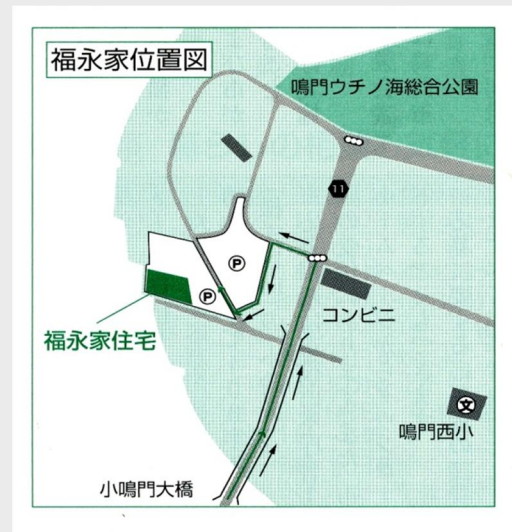 福永家位置図
鳴門ウチノ海総合公園
11
P
P
コンビニ
福永家住宅
文
鳴門西小
小鳴門大橋